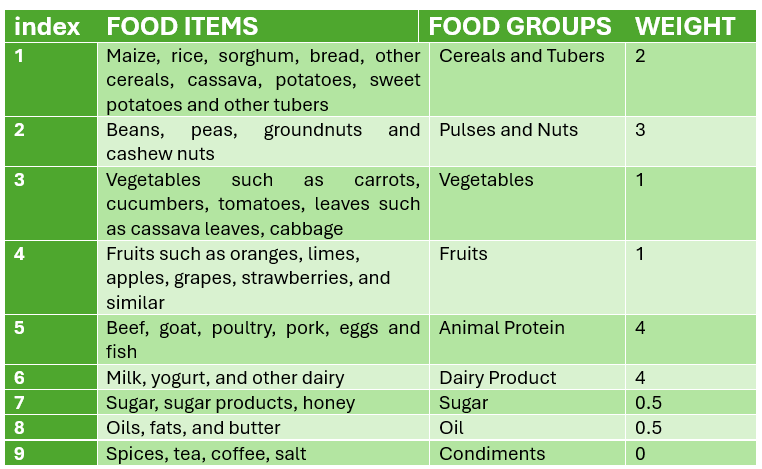 index FOOD ITEMS FOOD GROUPS WEIGHT
1 Maize, rice, sorghum, bread, other Cereals and Tubers 2
cereals, cassava, potatoes, sweet
potatoes and other tubers
2 Beans, peas, groundnuts and Pulses and Nuts 3
cashew nuts
3 Vegetables such as carrots, Vegetables 1
cucumbers, tomatoes, leaves such
as cassava leaves, cabbage
4 Fruits such as oranges, limes, Fruits 1
apples, grapes, strawberries, and
similar
5 Beef, goat, poultry, pork, eggs and Animal Protein 4
fish
6 Milk, yogurt, and other dairy Dairy Product 4
7 Sugar, sugar products, honey Sugar 0.5
8 Oils, fats, and butter Oil 0.5
9 Spices, tea, coffee, salt Condiments 0